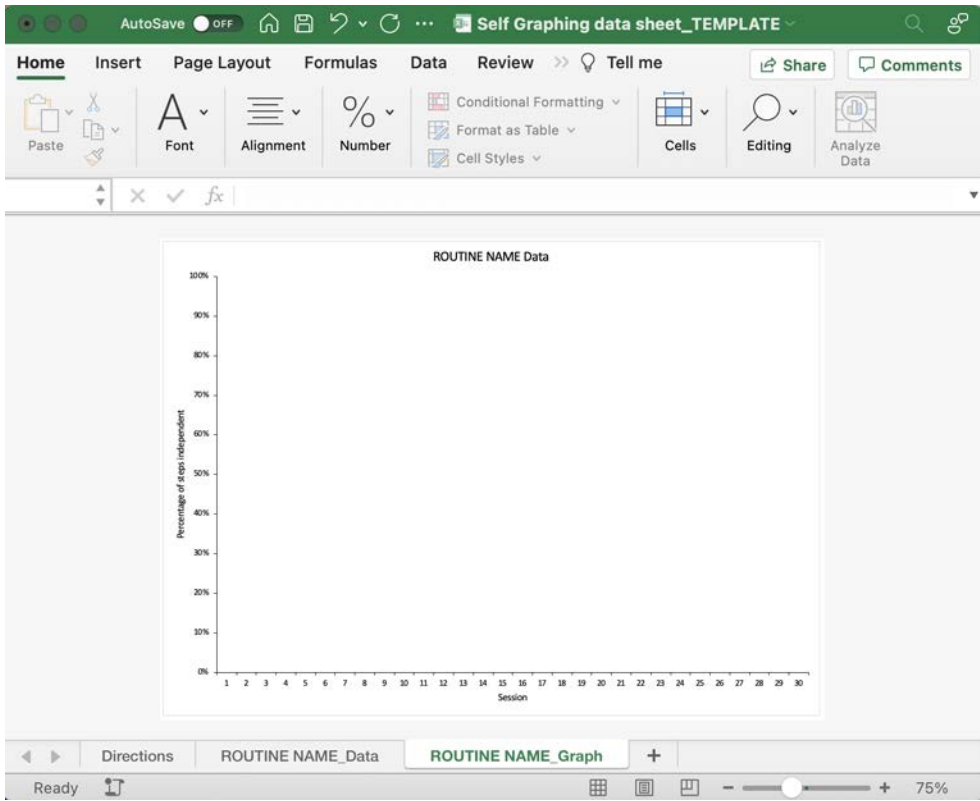 AutoSave OFF ... Self Graphing data sheet_TEMPLATE
Home Insert Page Layout Formulas Data Review >> Tell me Share Comments
Paste Font Alignment Number Conditional Formatting Format as Table Cell Styles Cells Editing Analyze Data
fx
ROUTINE NAME Data
100%
90%
80%
70%
60%
50%
40%
30%
20%
10%
0%
Percentage of steps independent
1 2 3 4 5 6 7 8 9 10 11 12 13 14 15 16 17 18 19 20 21 22 23 24 25 26 27 28 29 30
Session
Directions ROUTINE NAME_Data ROUTINE NAME_Graph +
Ready - + 75%